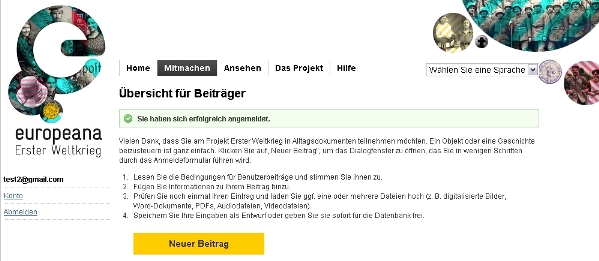 Home Mitmachen Ansehen Das Projekt Hilfe
Wählen Sie eine Sprache
Übersicht für Beiträger
Sie haben sich erfolgreich angemeldet.
europeana
Erster Weltkrieg
Vielen Dank, dass Sie am Projekt Erster Weltkrieg in Alltagsdokumenten teilnehmen möchten. Ein Objekt oder eine Geschichte
beizusteuern ist ganz einfach. Klicken Sie auf „Neuer Beitrag“, um das Dialogfenster zu öffnen, das Sie in wenigen Schritten
durch das Anmeldeformular führen wird.
test2@gmail.com
Konto
Abmelden
1. Lesen Sie die Bedingungen für Benutzerbeiträge und stimmen Sie ihnen zu.
2. Fügen Sie Informationen zu Ihrem Beitrag hinzu.
3. Prüfen Sie noch einmal Ihren Eintrag und laden Sie ggf. eine oder mehrere Dateien hoch (z. B. digitalisierte Bilder,
Word-Dokumente, PDFs, Audiodateien, Videodateien).
4. Speichern Sie Ihre Eingaben als Entwurf oder geben Sie sie sofort für die Datenbank frei.
Neuer Beitrag